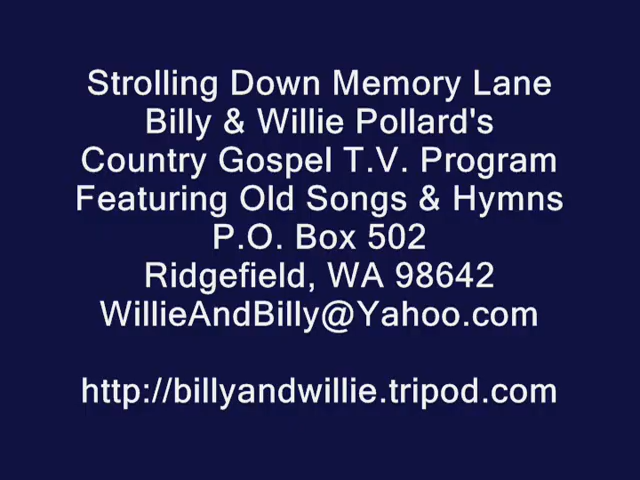 Strolling Down Memory Lane
Billy & Willie Pollard's
Country Gospel T.V. Program
Featuring Old Songs & Hymns
P.O. Box 502
Ridgefield, WA 98642
WillieAndBilly@Yahoo.com
http://billyandwillie.tripod.com